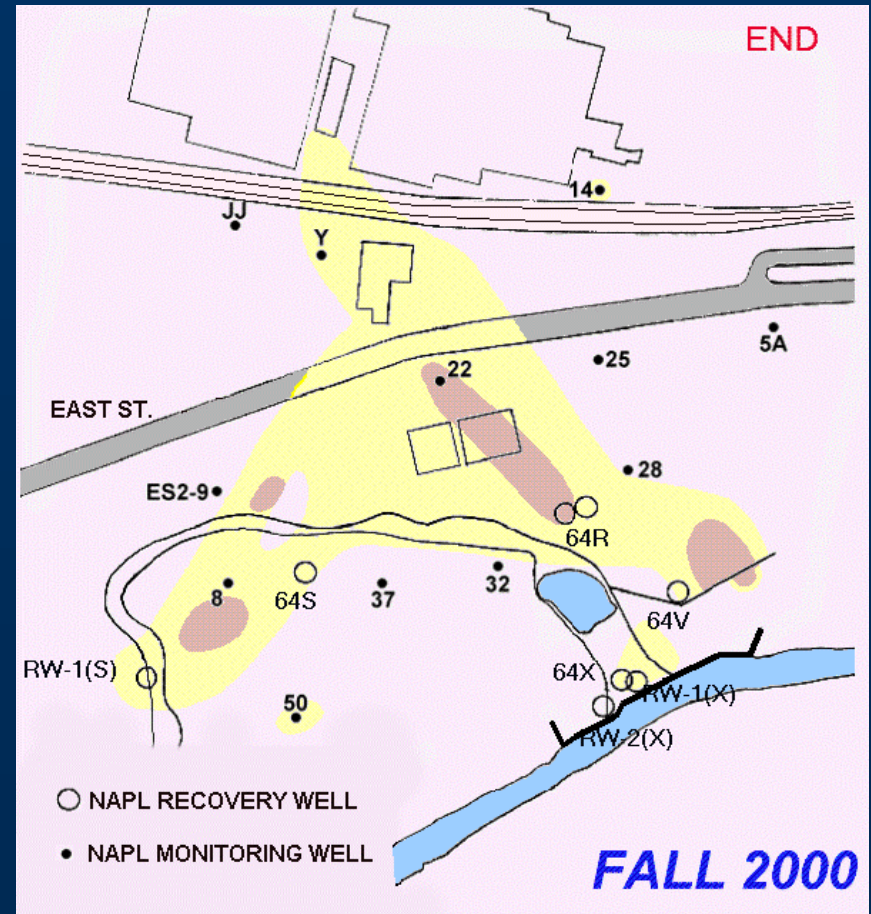 END
14
JJ
Y
5A
25
22
EAST ST.
28
ES2-9
64R
8
64S
37
32
64V
RW-1(S)
64X
RW-1(X)
50
RW-2(X)
NAPL RECOVERY WELL
NAPL MONITORING WELL
FALL 2000